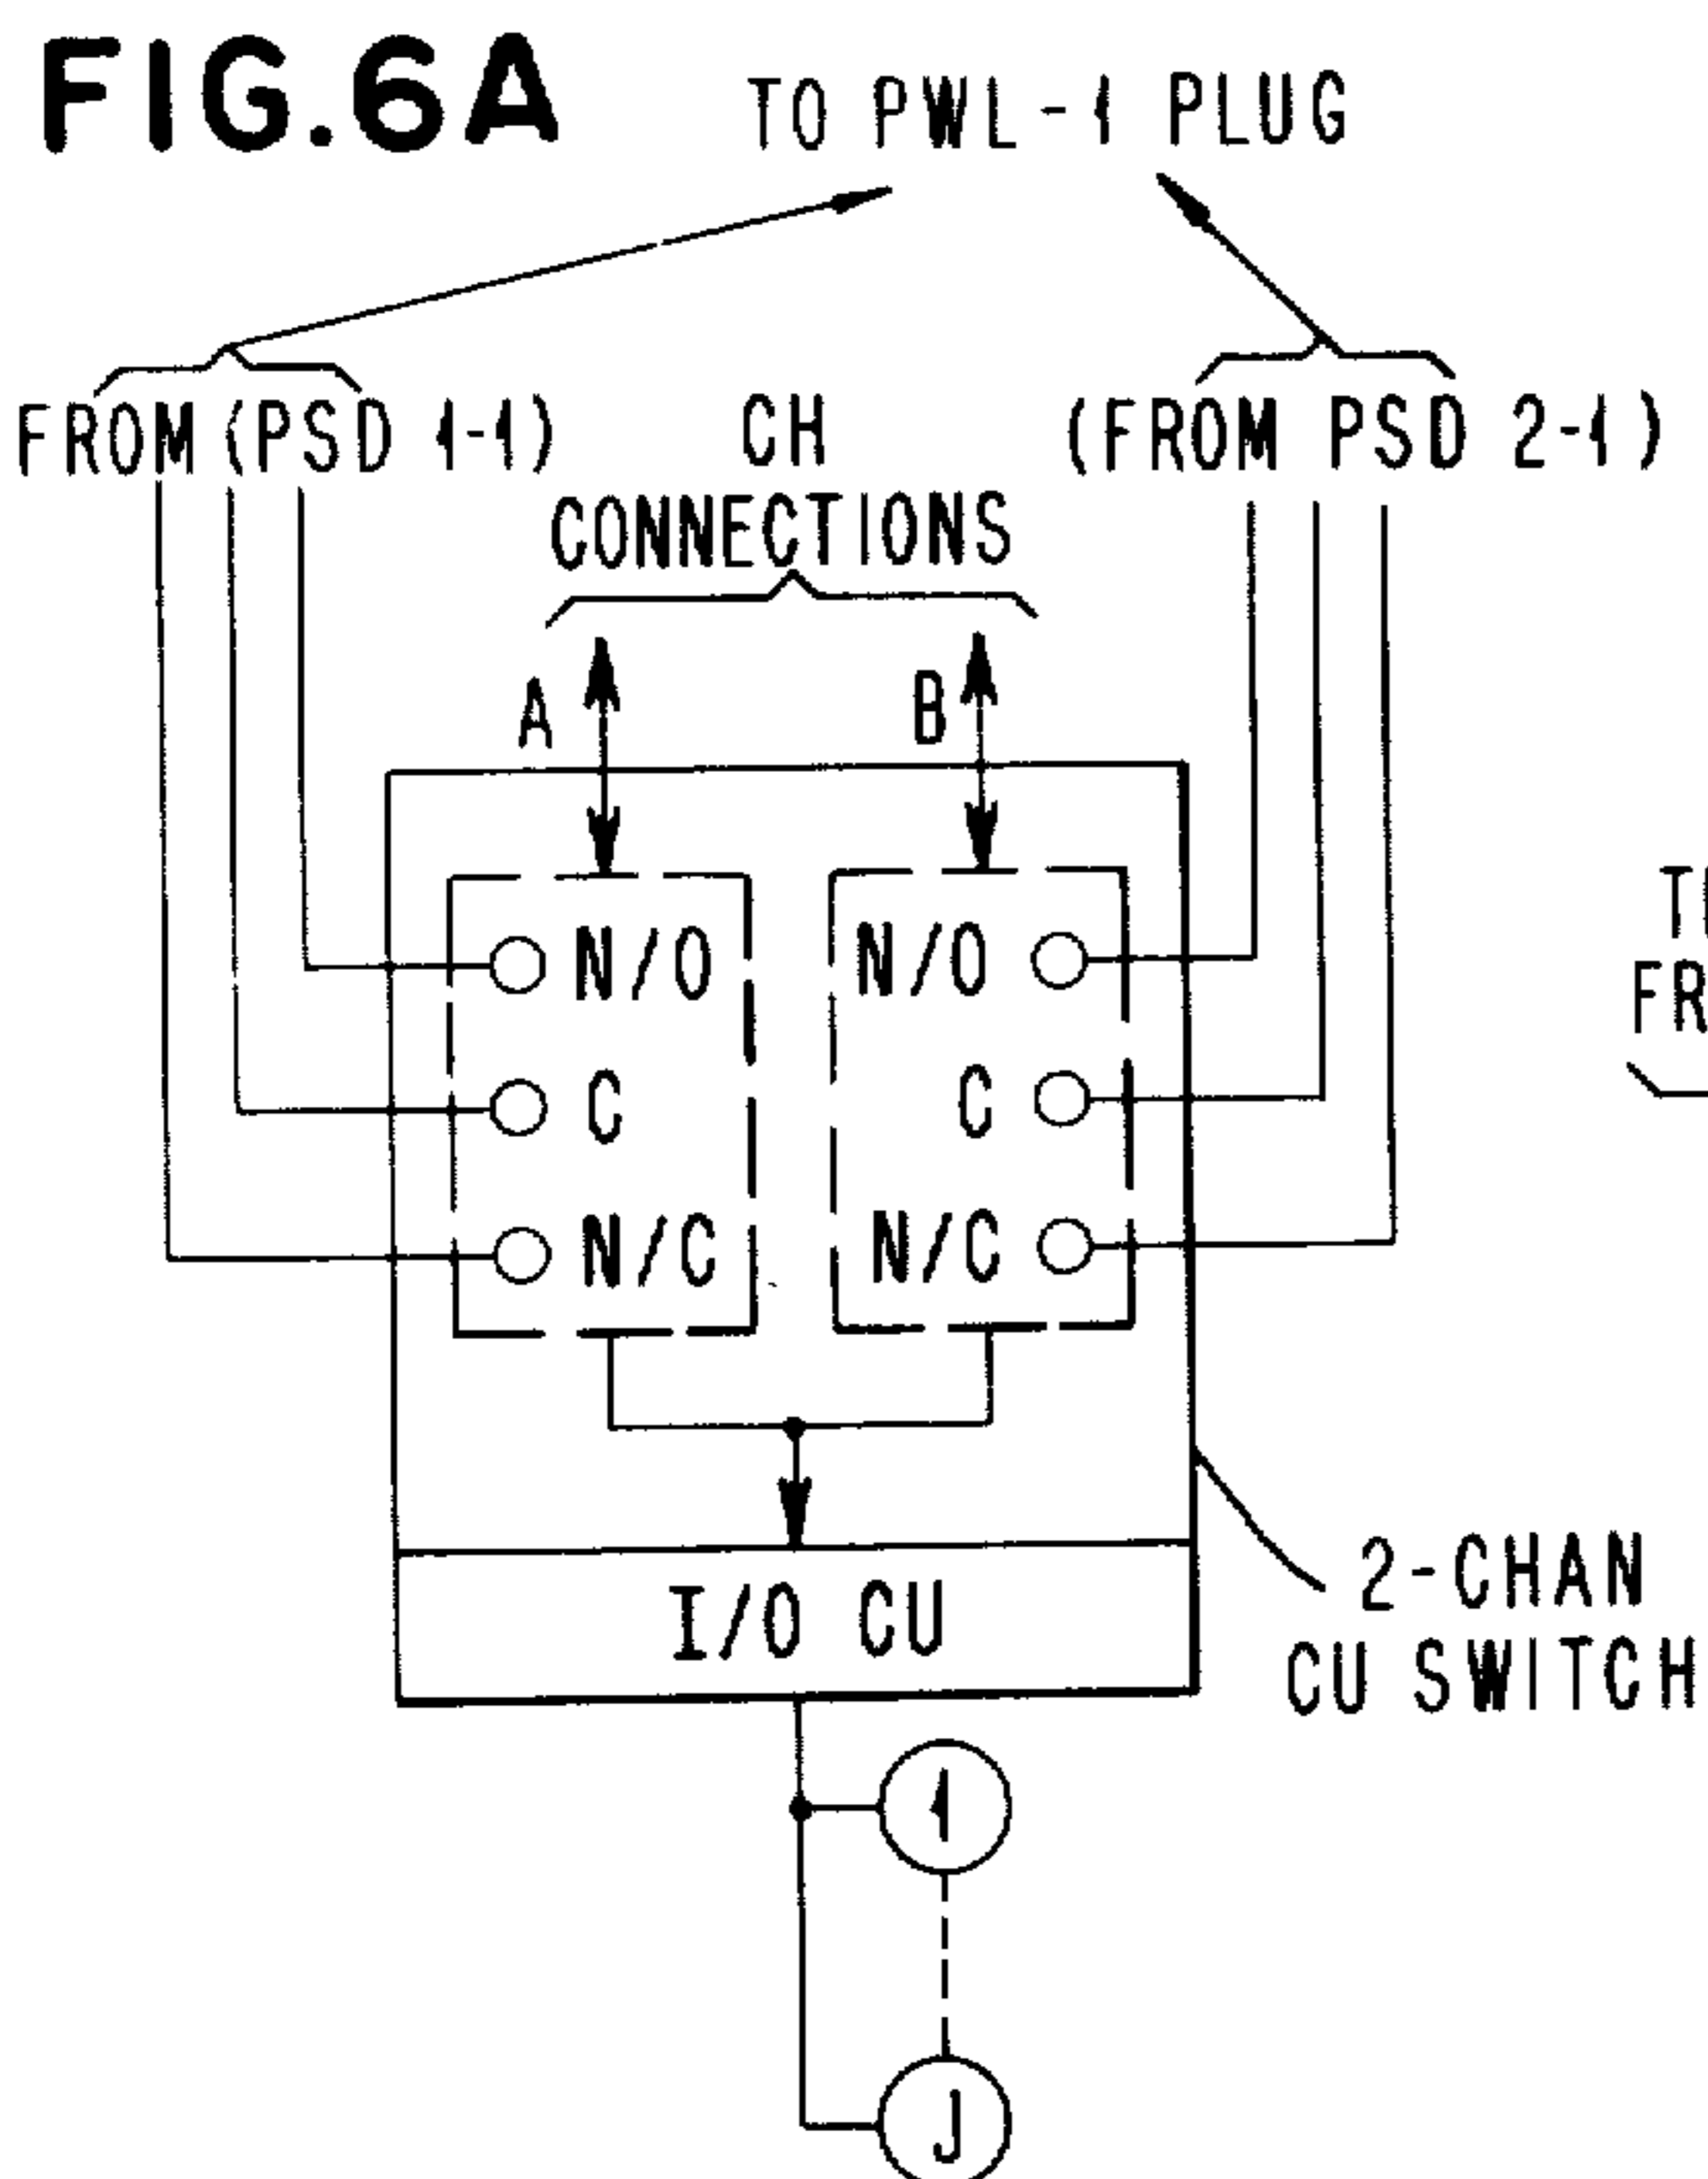 FIG.6A
TO PWL-1 PLUG
FROM (PSD 1-1)
CH
CONNECTIONS
(FROM PSD 2-1)
A
B
N/O
N/O
C
C
N/C
N/C
I/O CU
2-CHAN
CU SWITCH
1
J